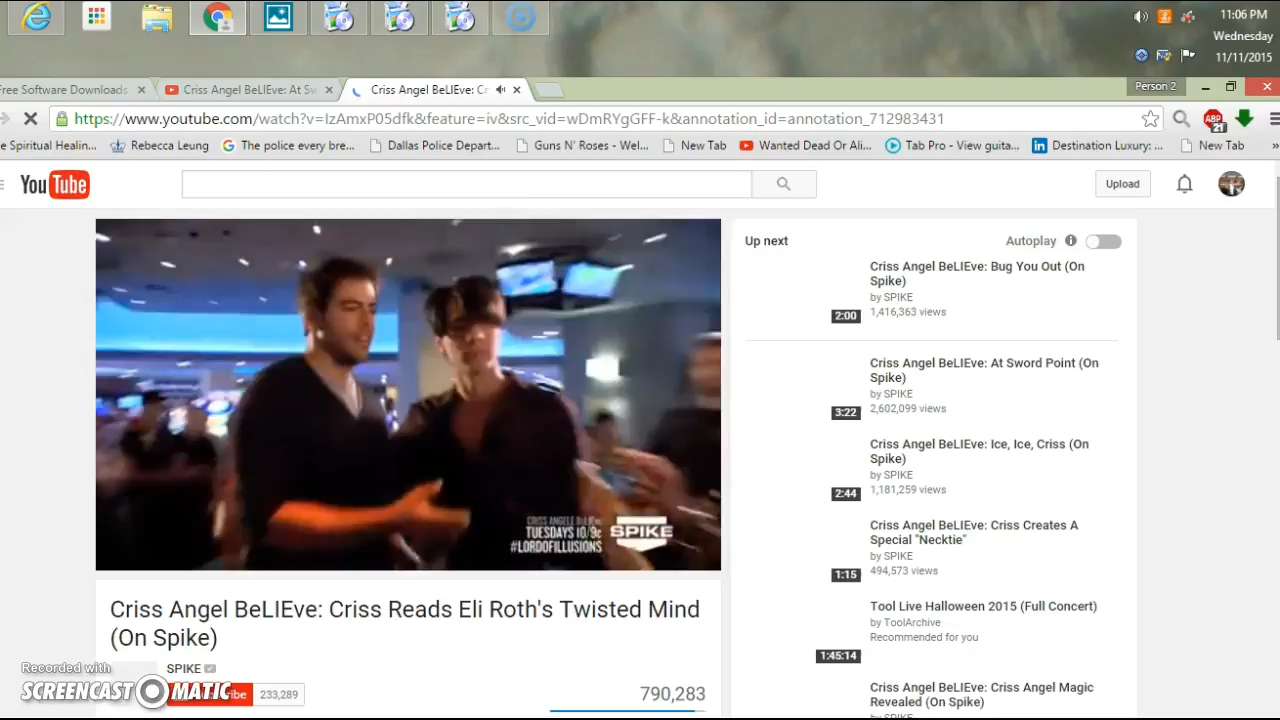 11:06 PM
Wednesday
11/11/2015
Free Software Downloads
Criss Angel BeLIEve: At Sw
Criss Angel BeLIEve: Cr
Person 2
https://www.youtube.com/watch?v=IzAmxP05dfk&feature=iv&src_vid=wDmRYgGFF-k&annotation_id=annotation_712983431
ABP
21
e Spiritual Healin...
Rebecca Leung
The police every bre...
Dallas Police Depart...
Guns N' Roses - Wel...
New Tab
Wanted Dead Or Ali...
Tab Pro - View guita...
Destination Luxury: ...
New Tab
YouTube
Upload
Up next
Autoplay
Criss Angel BeLIEve: Bug You Out (On
Spike)
by SPIKE
2:00
1,416,363 views
Criss Angel BeLIEve: At Sword Point (On
Spike)
by SPIKE
3:22
2,602,099 views
Criss Angel BeLIEve: Ice, Ice, Criss (On
Spike)
by SPIKE
2:44
1,181,259 views
Criss Angel BeLIEve: Criss Creates A
Special "Necktie"
by SPIKE
1:15
494,573 views
Tool Live Halloween 2015 (Full Concert)
by ToolArchive
Recommended for you
1:45:14
Criss Angel BeLIEve: Criss Angel Magic
Revealed (On Spike)
by SPIKE
CRISS ANGEL BeLIEve
TUESDAYS 10/9c
#LORDOFILLUSIONS
SPIKE
Criss Angel BeLIEve: Criss Reads Eli Roth's Twisted Mind
(On Spike)
SPIKE
233,289
790,283
Recorded with
SCREENCAST MATIC